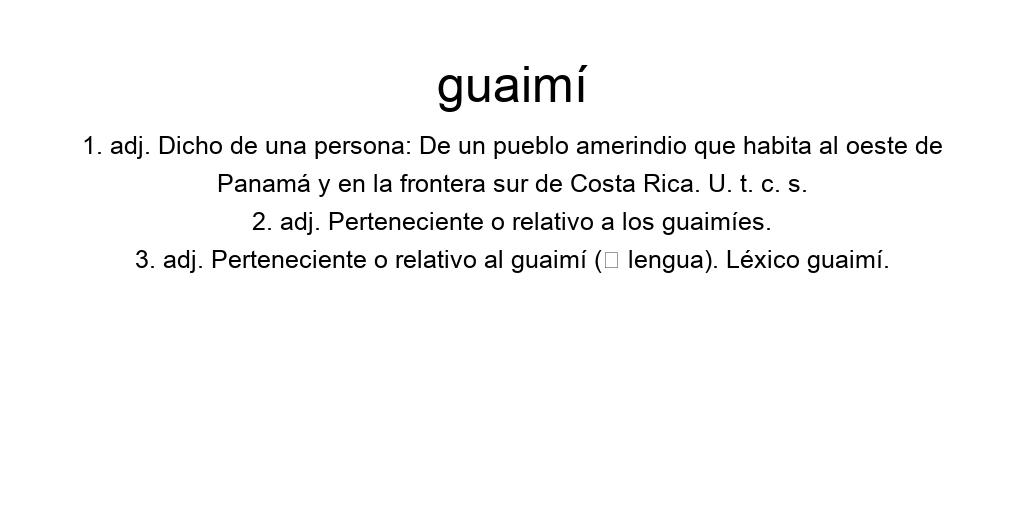 guaimí
1. adj. Dicho de una persona: De un pueblo amerindio que habita al oeste de
Panamá y en la frontera sur de Costa Rica. U. t. c. s.
2. adj. Perteneciente o relativo a los guaimíes.
3. adj. Perteneciente o relativo al guaimí (□ lengua). Léxico guaimí.